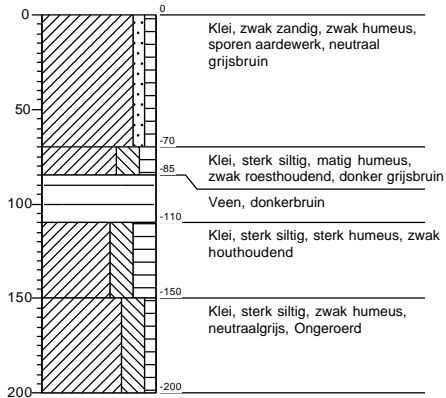 0
0
Klei, zwak zandig, zwak humeus,
sporen aardewerk, neutraal
grijsbruin
50
-70
Klei, sterk siltig, matig humeus,
zwak roesthoudend, donker grijsbruin
-85
Veen, donkerbruin
100
-110
Klei, sterk siltig, sterk humeus, zwak
houthoudend
150
-150
Klei, sterk siltig, zwak humeus,
neutraalgrijs, Ongeroerd
200
-200